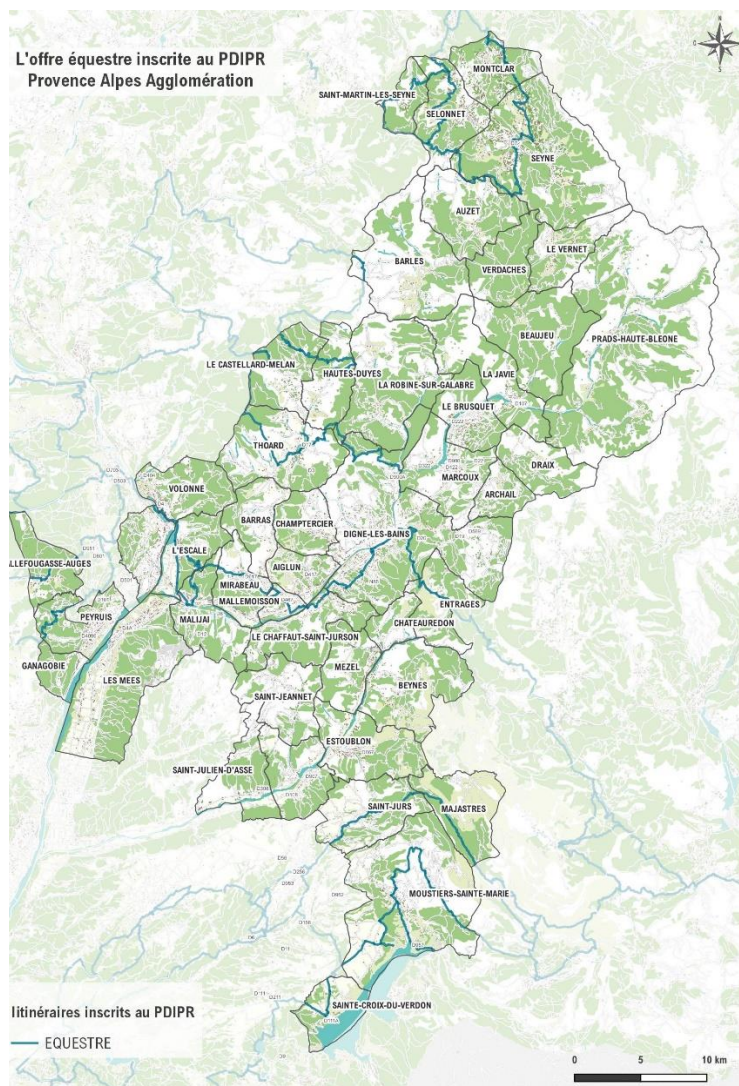 L'offre équestre inscrite au PDIPR
Provence Alpes Agglomération
N
O
E
S
MONTCLAR
SAINT-MARTIN-LES-SEYNE
SELONNET
SEYNE
AUZET
LE VERNET
BARLES
VERDACHES
BEAUJEU
PRADS-HAUTE-BLEONE
LE CASTELLARD-MELAN
HAUTES-DUYES
LA JAVIE
LA ROBINE-SUR-GALABRE
LE BRUSQUET
THOARD
DRAIX
MARCOUX
VOLONNE
ARCHAIL
BARRAS
CHAMPTERCIER
DIGNE-LES-BAINS
L'ESCALE
ALLEFOUGASSE-AUGES
AIGLUN
MIRABEAU
MALLEMOISSON
ENTRAGES
PEYRUIS
MALIJAI
CHATEAUREDON
LE CHAFFAUT-SAINT-JURSON
GANAGOBIE
MEZEL
LES MEES
BEYNES
SAINT-JEANNET
ESTOUBLON
SAINT-JULIEN-D'ASSE
SAINT-JURS
MAJASTRES
MOUSTIERS-SAINTE-MARIE
SAINTE-CROIX-DU-VERDON
Itinéraires inscrits au PDIPR
EQUESTRE
0 5 10 km